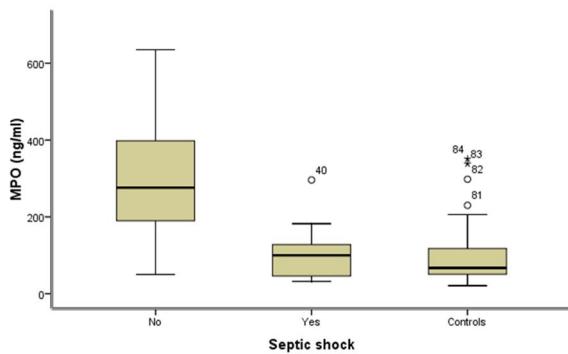 MPO (ng/ml)
600
400
200
0
40
84
83
82
81
No
Yes
Controls
Septic shock